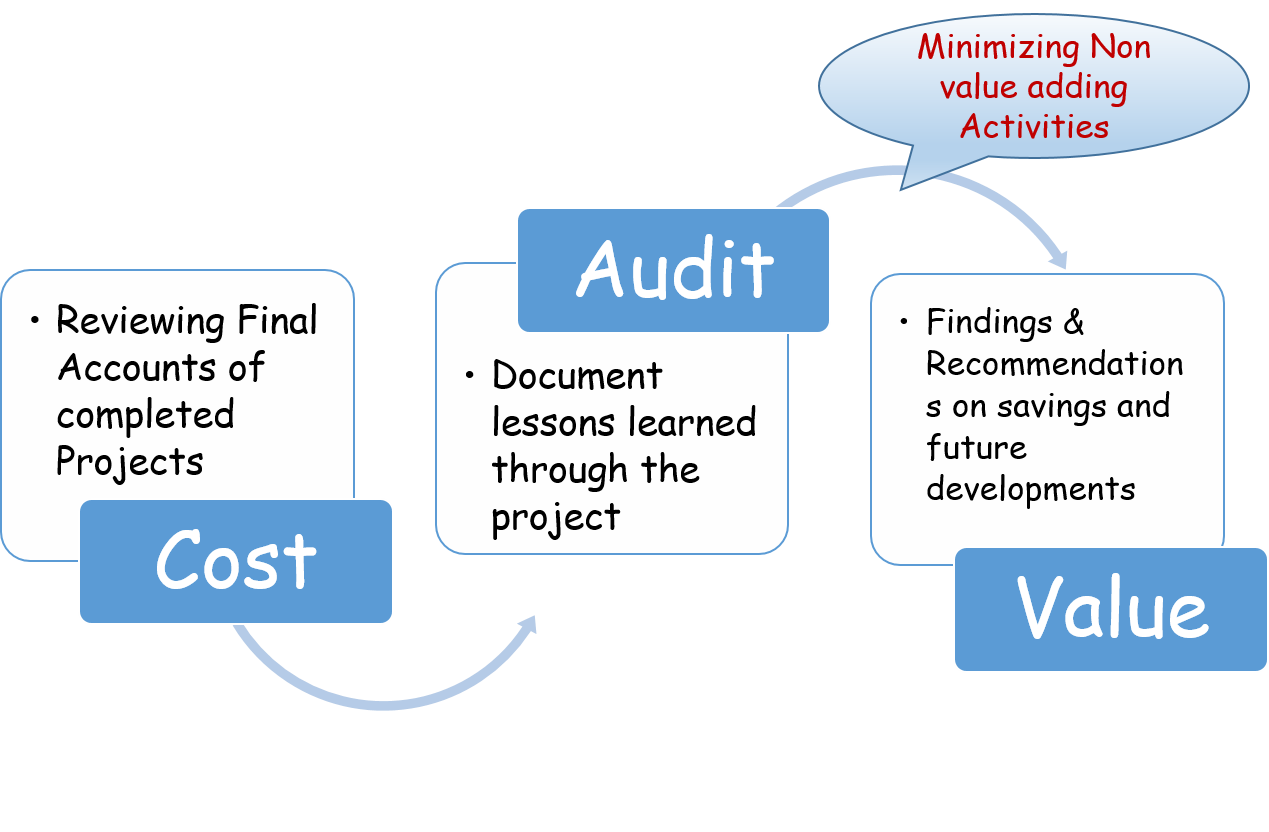 Minimizing Non
value adding
Activities
• Reviewing Final
Accounts of
completed
Projects
Cost
Audit
• Document
lessons learned
through the
project
• Findings &
Recommendation
s on savings and
future
developments
Value